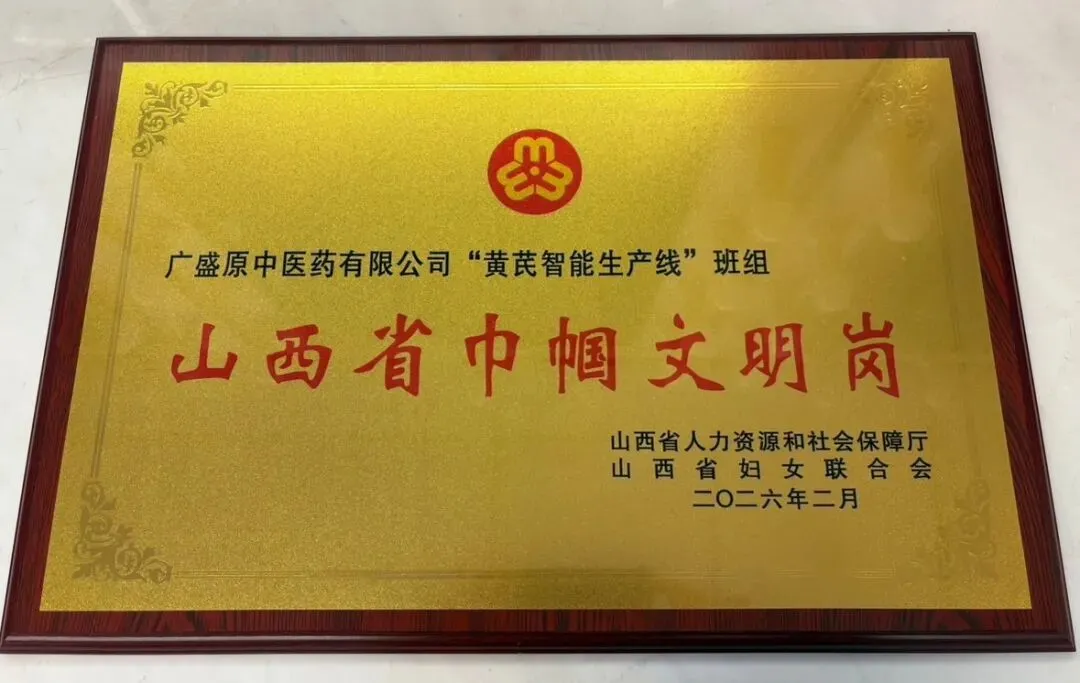 广盛原中医药有限公司“黄芪智能生产线”班组
山西省巾帼文明岗
山西省人力资源和社会保障厅
山西省妇女联合会
二〇二六年二月